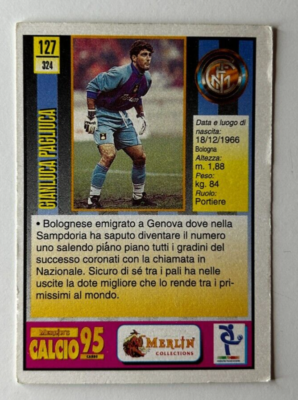 127
324
GIANLUCA PAGLIUCA
Data e luogo di
nascita:
18/12/1966
Bologna
Altezza:
m. 1,88
Peso:
kg. 84
Ruolo:
Portiere
• Bolognese emigrato a Genova dove nella
Sampdoria ha saputo diventare il numero
uno salendo piano piano tutti i gradini del
successo coronati con la chiamata in
Nazionale. Sicuro di sé tra i pali ha nelle
uscite la dote migliore che lo rende tra i pri-
missimi al mondo.
CALCIO 95
MERLIN
COLLECTIONS